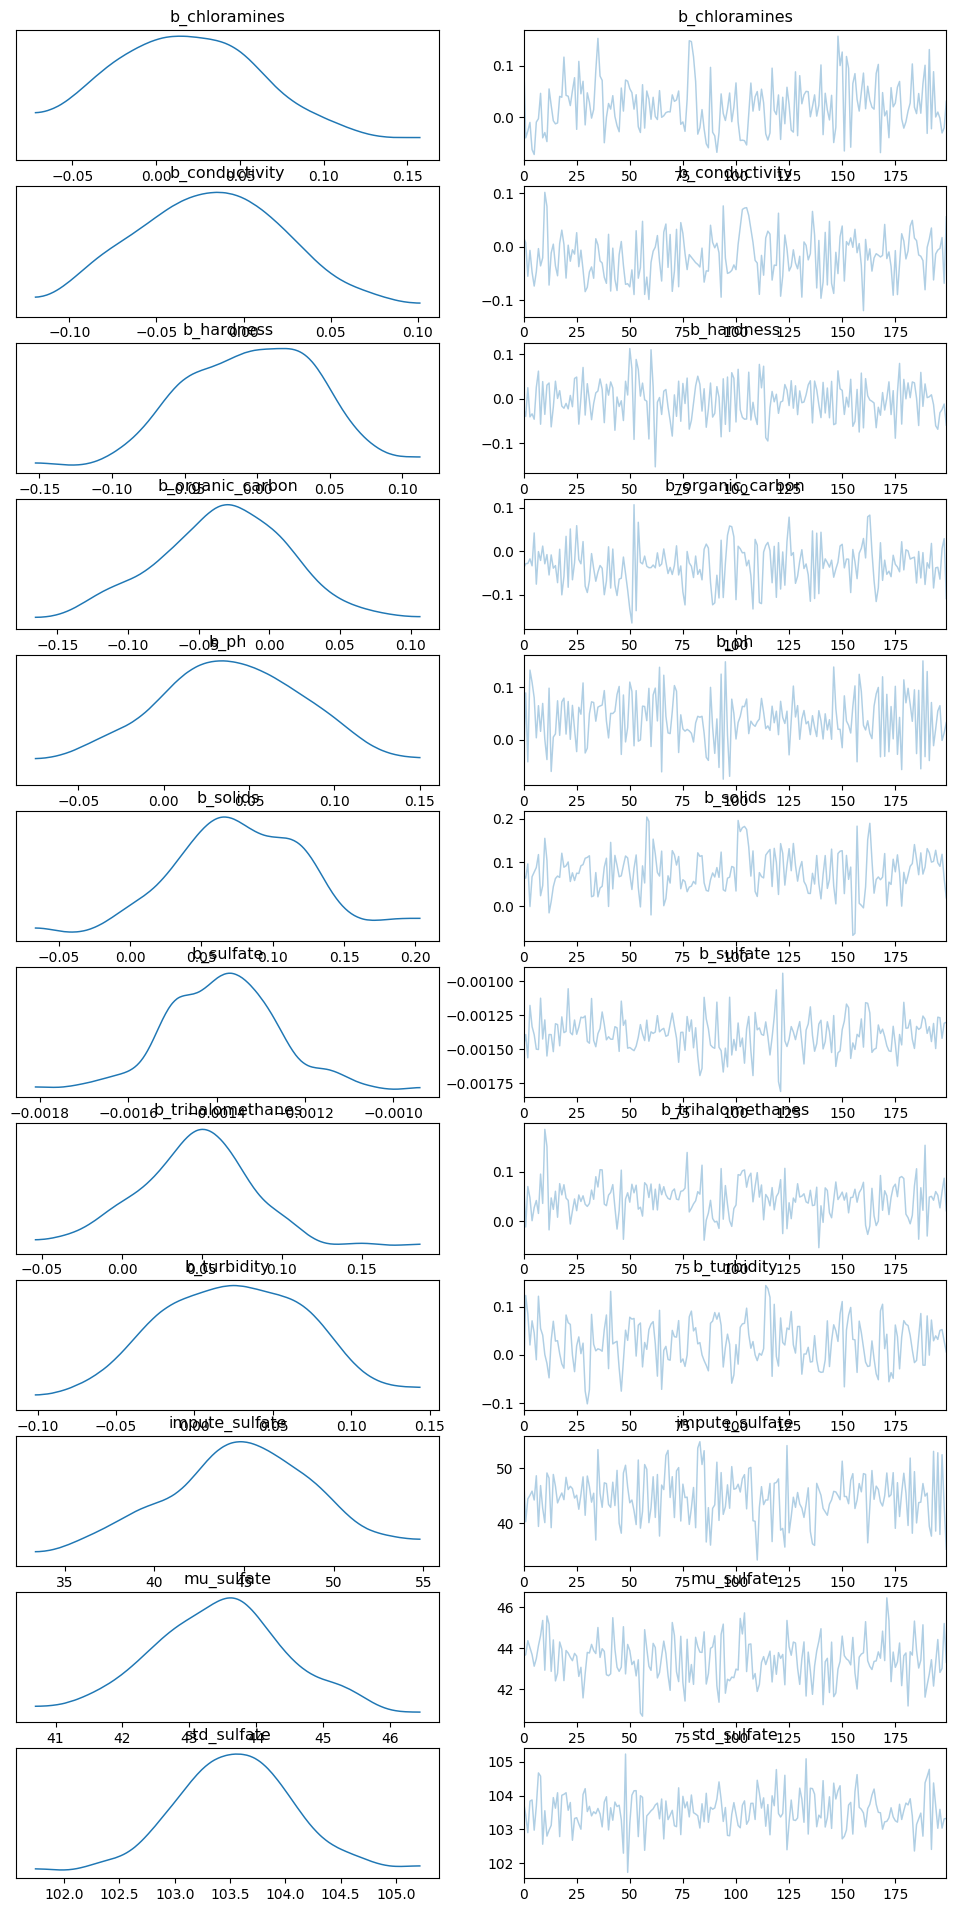 b_chloramines
−0.05 0.00 0.05 0.10 0.15
b_chloramines
0.1
0.0
0 25 50 75 100 125 150 175
b_conductivity
−0.10 −0.05 0.00 0.05 0.10
b_conductivity
0.1
0.0
−0.1
0 25 50 75 100 125 150 175
b_hardness
−0.15 −0.10 −0.05 0.00 0.05 0.10
b_hardness
0.1
0.0
−0.1
0 25 50 75 100 125 150 175
b_organic_carbon
−0.15 −0.10 −0.05 0.00 0.05 0.10
b_organic_carbon
0.1
0.0
−0.1
0 25 50 75 100 125 150 175
b_ph
−0.05 0.00 0.05 0.10 0.15
b_ph
0.1
0.0
0 25 50 75 100 125 150 175
b_solids
−0.05 0.00 0.05 0.10 0.15 0.20
b_solids
0.2
0.1
0.0
0 25 50 75 100 125 150 175
b_sulfate
−0.0018 −0.0016 −0.0014 −0.0012 −0.0010
b_sulfate
−0.00100
−0.00125
−0.00150
−0.00175
0 25 50 75 100 125 150 175
b_trihalomethanes
−0.05 0.00 0.05 0.10 0.15
b_trihalomethanes
0.1
0.0
0 25 50 75 100 125 150 175
b_turbidity
−0.10 −0.05 0.00 0.05 0.10 0.15
b_turbidity
0.1
0.0
−0.1
0 25 50 75 100 125 150 175
impute_sulfate
35 40 45 50 55
impute_sulfate
50
40
0 25 50 75 100 125 150 175
mu_sulfate
41 42 43 44 45 46
mu_sulfate
46
44
42
0 25 50 75 100 125 150 175
std_sulfate
102.0 102.5 103.0 103.5 104.0 104.5 105.0
std_sulfate
105
104
103
102
0 25 50 75 100 125 150 175